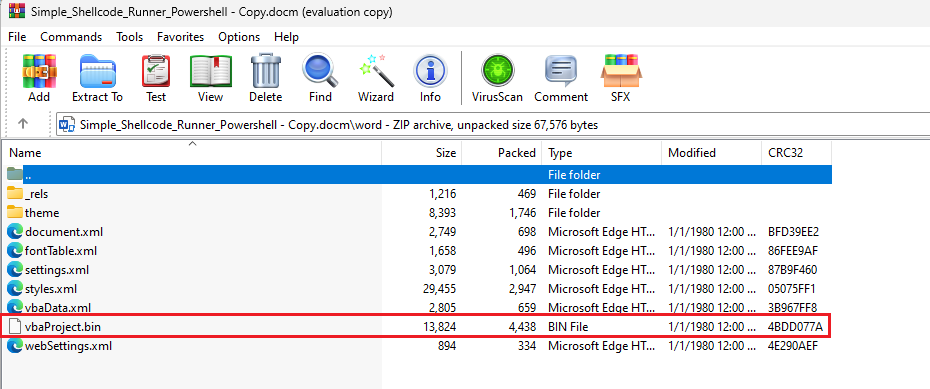 Simple_Shellcode_Runner_Powershell - Copy.docm (evaluation copy)
File Commands Tools Favorites Options Help
Add Extract To Test View Delete Find Wizard Info VirusScan Comment SFX
Simple_Shellcode_Runner_Powershell - Copy.docm\word - ZIP archive, unpacked size 67,576 bytes
Name Size Packed Type Modified CRC32
.. File folder
_rels 1,216 469 File folder
theme 8,393 1,746 File folder
document.xml 2,749 698 Microsoft Edge HT... 1/1/1980 12:00 ... BFD39EE2
fontTable.xml 1,658 496 Microsoft Edge HT... 1/1/1980 12:00 ... 86FEE9AF
settings.xml 3,079 1,064 Microsoft Edge HT... 1/1/1980 12:00 ... 87B9F460
styles.xml 29,455 2,947 Microsoft Edge HT... 1/1/1980 12:00 ... 05075FF1
vbaData.xml 2,805 659 Microsoft Edge HT... 1/1/1980 12:00 ... 3B967FF8
vbaProject.bin 13,824 4,438 BIN File 1/1/1980 12:00 ... 4BDD077A
webSettings.xml 894 334 Microsoft Edge HT... 1/1/1980 12:00 ... 4E290AEF